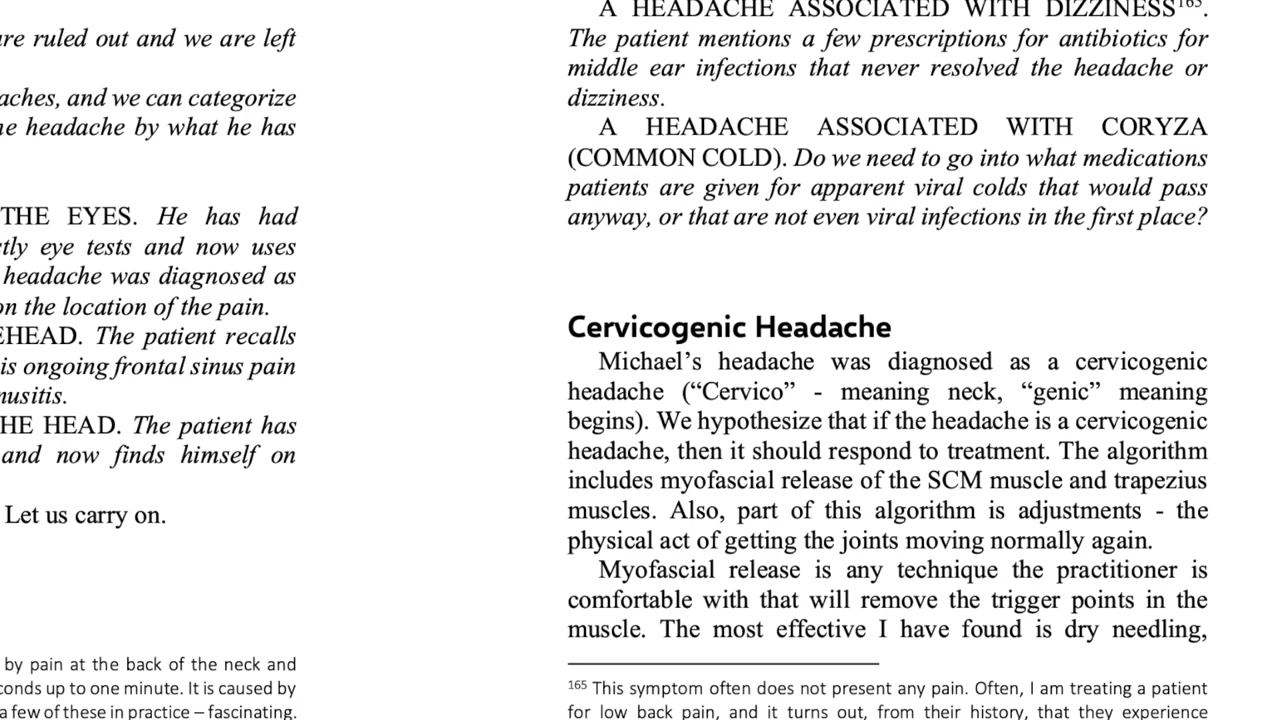 are ruled out and we are left
aches, and we can categorize
headache by what he has
THE EYES. He has had
eye tests and now uses
headache was diagnosed as
on the location of the pain.
The patient recalls
is ongoing frontal sinus pain
HEAD. The patient has
and now finds himself on
Let us carry on.
by pain at the back of the neck and
up to one minute. It is caused by
a few of these in practice – fascinating.
A HEADACHE ASSOCIATED WITH DIZZINESS¹⁶⁵.
The patient mentions a few prescriptions for antibiotics for
middle ear infections that never resolved the headache or
dizziness.
A HEADACHE ASSOCIATED WITH CORYZA
(COMMON COLD). Do we need to go into what medications
patients are given for apparent viral colds that would pass
anyway, or that are not even viral infections in the first place?
Cervicogenic Headache
Michael’s headache was diagnosed as a cervicogenic
headache (“Cervico” - meaning neck, “genic” meaning
begins). We hypothesize that if the headache is a cervicogenic
headache, then it should respond to treatment. The algorithm
includes myofascial release of the SCM muscle and trapezius
muscles. Also, part of this algorithm is adjustments - the
physical act of getting the joints moving normally again.
Myofascial release is any technique the practitioner is
comfortable with that will remove the trigger points in the
muscle. The most effective I have found is dry needling,
¹⁶⁵ This symptom often does not present any pain. Often, I am treating a patient
for low back pain, and it turns out, from their history, that they experience